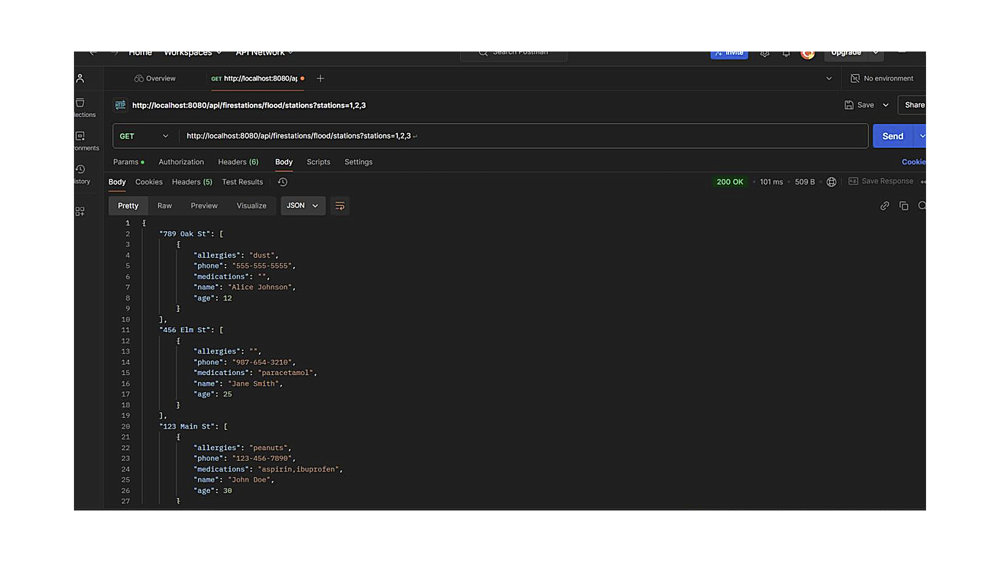 Home Workspaces API Network Search Postman Invite Upgrade
Overview GET http://localhost:8080/ap No environment
HTTP http://localhost:8080/api/firestations/flood/stations?stations=1,2,3 Save Share
lections
GET http://localhost:8080/api/firestations/flood/stations?stations=1,2,3 Send
onments
Params Authorization Headers (6) Body Scripts Settings Cookie
istory
Body Cookies Headers (5) Test Results 200 OK 101 ms 509 B Save Response
Pretty Raw Preview Visualize JSON
1 {
2 "789 Oak St": [
3 {
4 "allergies": "dust",
5 "phone": "555-555-5555",
6 "medications": "",
7 "name": "Alice Johnson",
8 "age": 12
9 }
10 ],
11 "456 Elm St": [
12 {
13 "allergies": "",
14 "phone": "987-654-3210",
15 "medications": "paracetamol",
16 "name": "Jane Smith",
17 "age": 25
18 }
19 ],
20 "123 Main St": [
21 {
22 "allergies": "peanuts",
23 "phone": "123-456-7890",
24 "medications": "aspirin,ibuprofen",
25 "name": "John Doe",
26 "age": 30
27 }